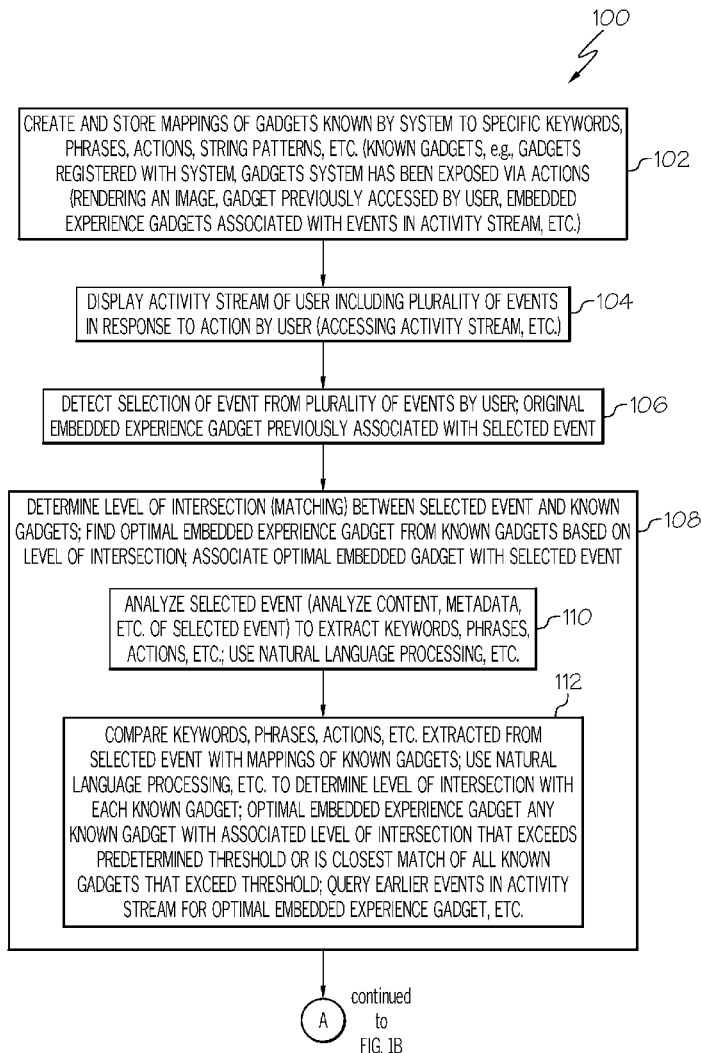 100
CREATE AND STORE MAPPINGS OF GADGETS KNOWN BY SYSTEM TO SPECIFIC KEYWORDS,
PHRASES, ACTIONS, STRING PATTERNS, ETC. (KNOWN GADGETS, e.g., GADGETS
REGISTERED WITH SYSTEM, GADGETS SYSTEM HAS BEEN EXPOSED VIA ACTIONS
(RENDERING AN IMAGE, GADGET PREVIOUSLY ACCESSED BY USER, EMBEDDED
EXPERIENCE GADGETS ASSOCIATED WITH EVENTS IN ACTIVITY STREAM, ETC.)
102
DISPLAY ACTIVITY STREAM OF USER INCLUDING PLURALITY OF EVENTS
IN RESPONSE TO ACTION BY USER (ACCESSING ACTIVITY STREAM, ETC.)
104
DETECT SELECTION OF EVENT FROM PLURALITY OF EVENTS BY USER; ORIGINAL
EMBEDDED EXPERIENCE GADGET PREVIOUSLY ASSOCIATED WITH SELECTED EVENT
106
DETERMINE LEVEL OF INTERSECTION (MATCHING) BETWEEN SELECTED EVENT AND KNOWN
GADGETS; FIND OPTIMAL EMBEDDED EXPERIENCE GADGET FROM KNOWN GADGETS BASED ON
LEVEL OF INTERSECTION; ASSOCIATE OPTIMAL EMBEDDED GADGET WITH SELECTED EVENT
108
ANALYZE SELECTED EVENT (ANALYZE CONTENT, METADATA,
ETC. OF SELECTED EVENT) TO EXTRACT KEYWORDS, PHRASES,
ACTIONS, ETC.; USE NATURAL LANGUAGE PROCESSING, ETC.
110
112
COMPARE KEYWORDS, PHRASES, ACTIONS, ETC. EXTRACTED FROM
SELECTED EVENT WITH MAPPINGS OF KNOWN GADGETS; USE NATURAL
LANGUAGE PROCESSING, ETC. TO DETERMINE LEVEL OF INTERSECTION WITH
EACH KNOWN GADGET; OPTIMAL EMBEDDED EXPERIENCE GADGET ANY
KNOWN GADGET WITH ASSOCIATED LEVEL OF INTERSECTION THAT EXCEEDS
PREDETERMINED THRESHOLD OR IS CLOSEST MATCH OF ALL KNOWN
GADGETS THAT EXCEED THRESHOLD; QUERY EARLIER EVENTS IN ACTIVITY
STREAM FOR OPTIMAL EMBEDDED EXPERIENCE GADGET, ETC.
A
continued
to
FIG. 1B